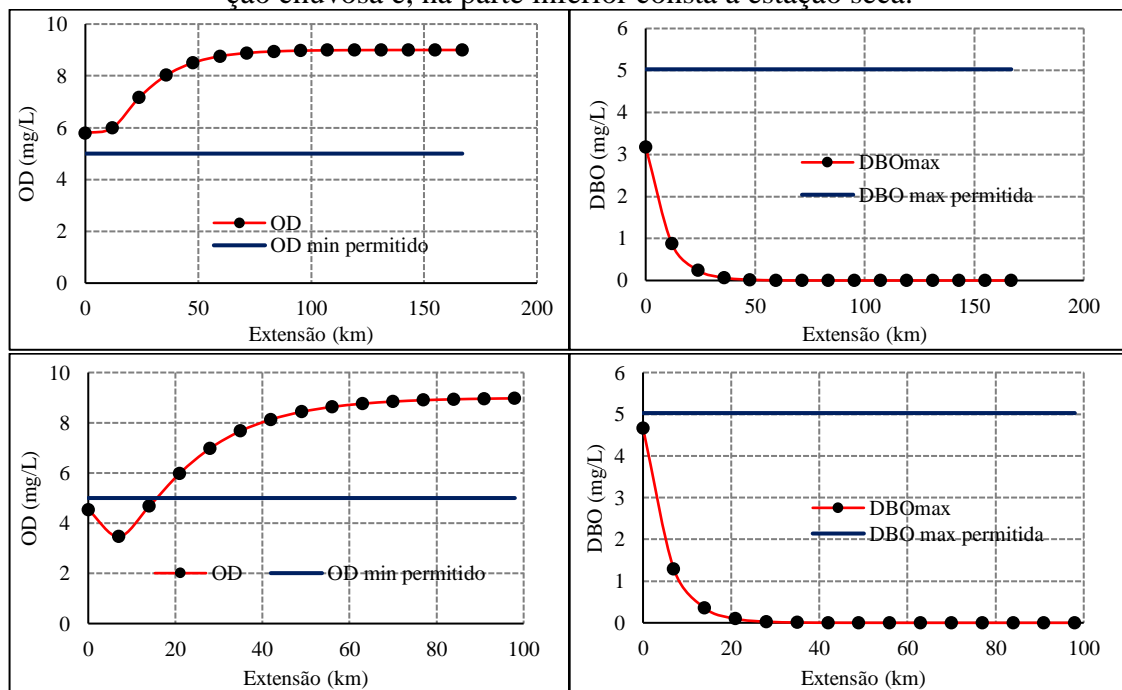 ção chuvosa e, na parte inferior consta a estação seca.
10
8
6
4
2
0
OD (mg/L)
OD
OD min permitido
0 50 100 150 200
Extensão (km)
6
5
4
3
2
1
0
DBO (mg/L)
DBOmax
DBO max permitida
0 50 100 150 200
Extensão (km)
10
8
6
4
2
0
OD (mg/L)
OD OD min permitido
0 20 40 60 80 100
Extensão (km)
6
5
4
3
2
1
0
DBO (mg/L)
DBOmax
DBO max permitida
0 20 40 60 80 100
Extensão (km)